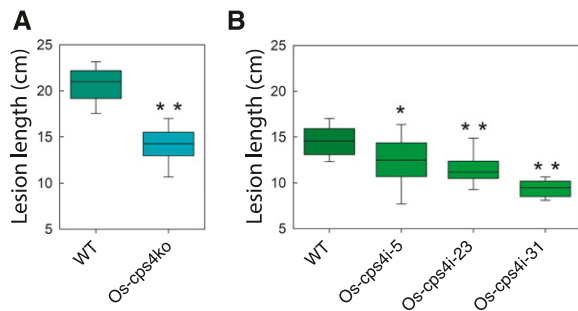 A
Lesion length (cm)
25
20
15
10
5
* *
WT
Os-cps4ko
B
Lesion length (cm)
25
20
15
10
5
*
* *
* *
WT
Os-cps4i-5
Os-cps4i-23
Os-cps4i-31